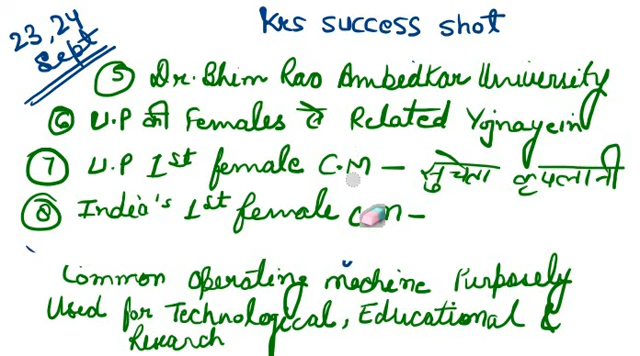 Krs success shot
23,24 Sept
⑤ Dr. Bhim Rao Ambedkar University
⑥ U.P की Females से Related Yojnayein
⑦ U.P 1st female C.M – सुचेता कृपलानी
⑧ India's 1st female –
Common Operating machine Purposely
Used for Technological, Educational &
Research